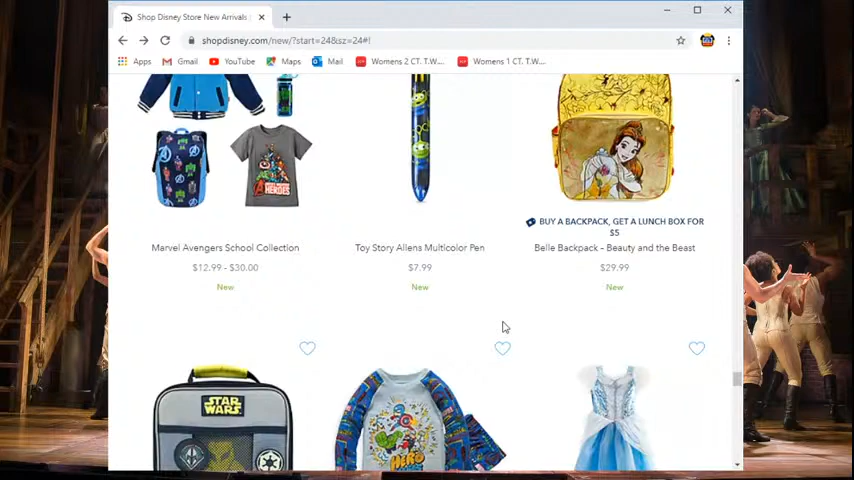 Shop Disney Store New Arrivals
shopdisney.com/new/?start=24&sz=24#!
Apps
Gmail
YouTube
Maps
Mail
Womens 2 CT. T.W....
Womens 1 CT. T.W....
BUY A BACKPACK, GET A LUNCH BOX FOR
$5
Marvel Avengers School Collection
Toy Story Aliens Multicolor Pen
Belle Backpack – Beauty and the Beast
$12.99 - $30.00
$7.99
$29.99
New
New
New
STAR
WARS